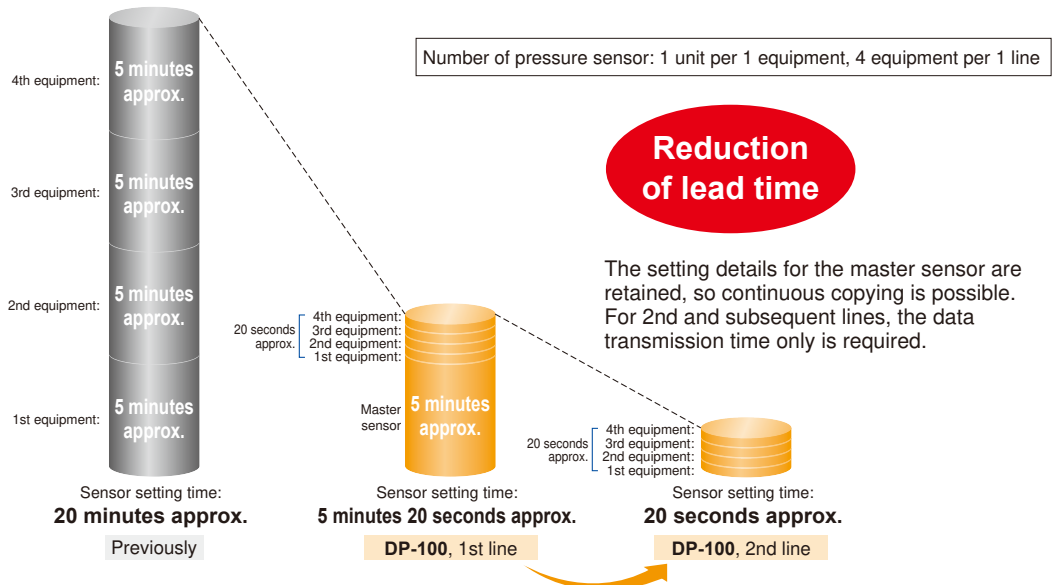 Number of pressure sensor: 1 unit per 1 equipment, 4 equipment per 1 line
4th equipment:
5 minutes
approx.
3rd equipment:
5 minutes
approx.
2nd equipment:
5 minutes
approx.
1st equipment:
5 minutes
approx.
Sensor setting time:
20 minutes approx.
Previously
20 seconds
approx.
4th equipment:
3rd equipment:
2nd equipment:
1st equipment:
Master
sensor
5 minutes
approx.
Sensor setting time:
5 minutes 20 seconds approx.
DP-100, 1st line
Reduction
of lead time
The setting details for the master sensor are
retained, so continuous copying is possible.
For 2nd and subsequent lines, the data
transmission time only is required.
20 seconds
approx.
4th equipment:
3rd equipment:
2nd equipment:
1st equipment:
Sensor setting time:
20 seconds approx.
DP-100, 2nd line